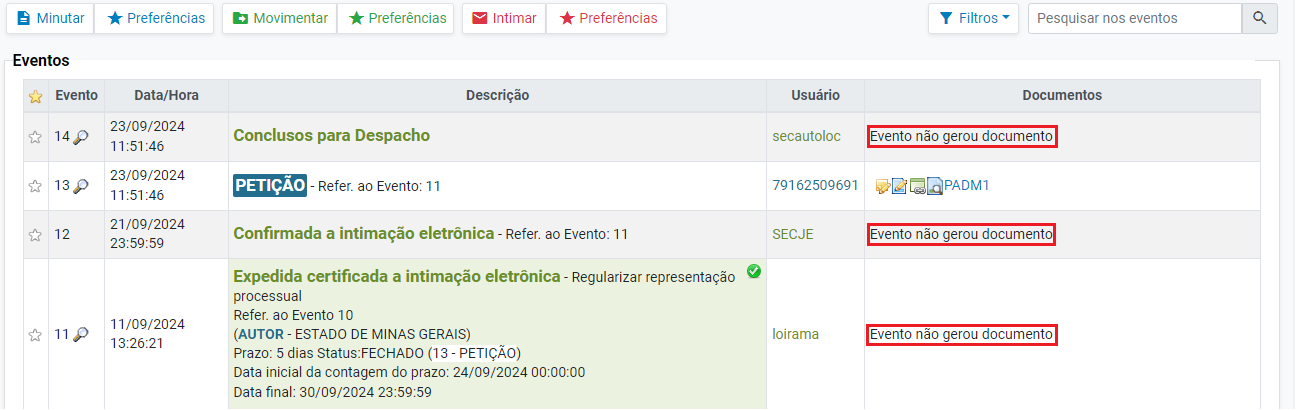 Minutar Preferências Movimentar Preferências Intimar Preferências Filtros Pesquisar nos eventos
Eventos
Evento Data/Hora Descrição Usuário Documentos
14 23/09/2024 11:51:46 Conclusos para Despacho secautoloc Evento não gerou documento
13 23/09/2024 11:51:46 PETIÇÃO - Refer. ao Evento: 11 79162509691 PADM1
12 21/09/2024 23:59:59 Confirmada a intimação eletrônica - Refer. ao Evento: 11 SECJE Evento não gerou documento
11 11/09/2024 13:26:21 Expedida certificada a intimação eletrônica - Regularizar representação
processual
Refer. ao Evento 10
(AUTOR - ESTADO DE MINAS GERAIS)
Prazo: 5 dias Status:FECHADO (13 - PETIÇÃO)
Data inicial da contagem do prazo: 24/09/2024 00:00:00
Data final: 30/09/2024 23:59:59
loirama Evento não gerou documento